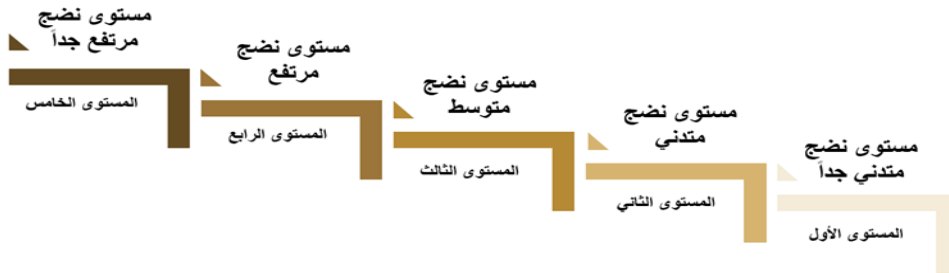 مستوى نضج
متدني جداً
المستوى الأول
مستوى نضج
متدني
المستوى الثاني
مستوى نضج
متوسط
المستوى الثالث
مستوى نضج
مرتفع
المستوى الرابع
مستوى نضج
مرتفع جداً
المستوى الخامس